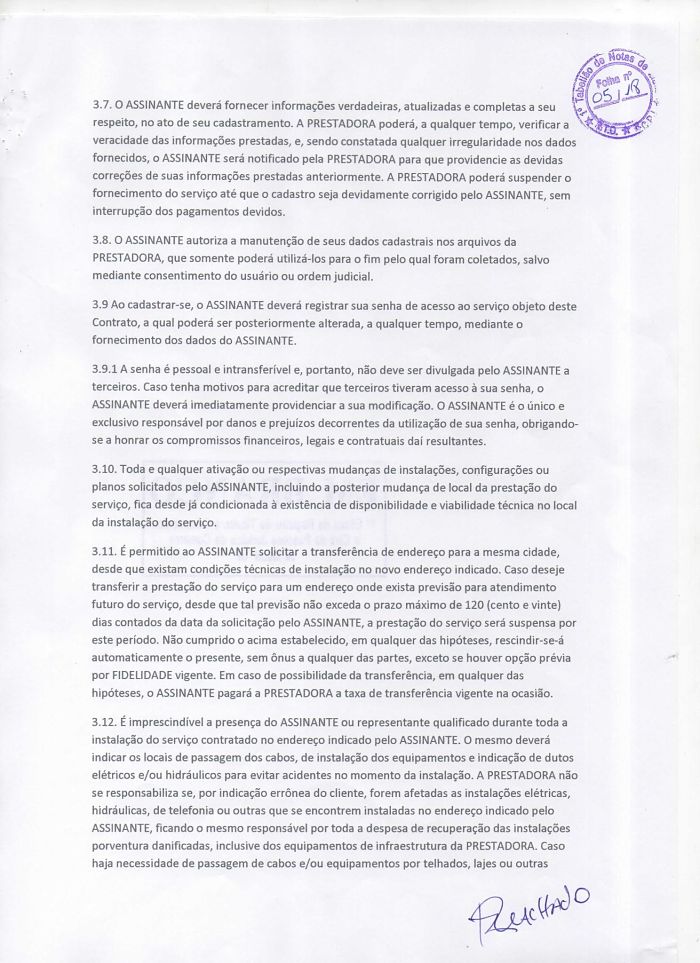 1º Tabelião de Notas de
Folha nº
05/18
★ R.T.D. ★
3.7. O ASSINANTE deverá fornecer informações verdadeiras, atualizadas e completas a seu
respeito, no ato de seu cadastramento. A PRESTADORA poderá, a qualquer tempo, verificar a
veracidade das informações prestadas, e, sendo constatada qualquer irregularidade nos dados
fornecidos, o ASSINANTE será notificado pela PRESTADORA para que providencie as devidas
correções de suas informações prestadas anteriormente. A PRESTADORA poderá suspender o
fornecimento do serviço até que o cadastro seja devidamente corrigido pelo ASSINANTE, sem
interrupção dos pagamentos devidos.
3.8. O ASSINANTE autoriza a manutenção de seus dados cadastrais nos arquivos da
PRESTADORA, que somente poderá utilizá-los para o fim pelo qual foram coletados, salvo
mediante consentimento do usuário ou ordem judicial.
3.9 Ao cadastrar-se, o ASSINANTE deverá registrar sua senha de acesso ao serviço objeto deste
Contrato, a qual poderá ser posteriormente alterada, a qualquer tempo, mediante o
fornecimento dos dados do ASSINANTE.
3.9.1 A senha é pessoal e intransferível e, portanto, não deve ser divulgada pelo ASSINANTE a
terceiros. Caso tenha motivos para acreditar que terceiros tiveram acesso à sua senha, o
ASSINANTE deverá imediatamente providenciar a sua modificação. O ASSINANTE é o único e
exclusivo responsável por danos e prejuízos decorrentes da utilização de sua senha, obrigando-
se a honrar os compromissos financeiros, legais e contratuais daí resultantes.
3.10. Toda e qualquer ativação ou respectivas mudanças de instalações, configurações ou
planos solicitados pelo ASSINANTE, incluindo a posterior mudança de local da prestação do
serviço, fica desde já condicionada à existência de disponibilidade e viabilidade técnica no local
da instalação do serviço.
3.11. É permitido ao ASSINANTE solicitar a transferência de endereço para a mesma cidade,
desde que existam condições técnicas de instalação no novo endereço indicado. Caso deseje
transferir a prestação do serviço para um endereço onde exista previsão para atendimento
futuro do serviço, desde que tal previsão não exceda o prazo máximo de 120 (cento e vinte)
dias contados da data da solicitação pelo ASSINANTE, a prestação do serviço será suspensa por
este período. Não cumprido o acima estabelecido, em qualquer das hipóteses, rescindir-se-á
automaticamente o presente, sem ônus a qualquer das partes, exceto se houver opção prévia
por FIDELIDADE vigente. Em caso de possibilidade da transferência, em qualquer das
hipóteses, o ASSINANTE pagará a PRESTADORA a taxa de transferência vigente na ocasião.
3.12. É imprescindível a presença do ASSINANTE ou representante qualificado durante toda a
instalação do serviço contratado no endereço indicado pelo ASSINANTE. O mesmo deverá
indicar os locais de passagem dos cabos, de instalação dos equipamentos e indicação de dutos
elétricos e/ou hidráulicos para evitar acidentes no momento da instalação. A PRESTADORA não
se responsabiliza se, por indicação errônea do cliente, forem afetadas as instalações elétricas,
hidráulicas, de telefonia ou outras que se encontrem instaladas no endereço indicado pelo
ASSINANTE, ficando o mesmo responsável por toda a despesa de recuperação das instalações
porventura danificadas, inclusive dos equipamentos de infraestrutura da PRESTADORA. Caso
haja necessidade de passagem de cabos e/ou equipamentos por telhados, lajes ou outras